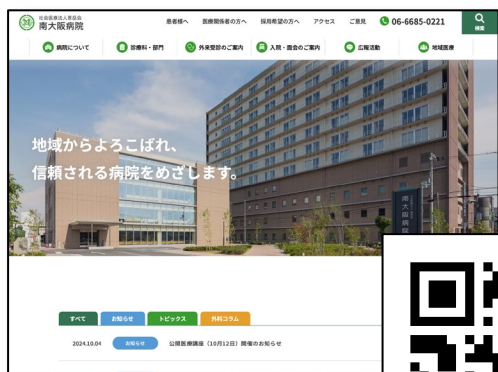 社会医療法人景岳会
南大阪病院
患者様へ 医療関係者の方へ 採用希望の方へ アクセス ご意見 06-6685-0221
検索
病院について 診療科・部門 外来受診のご案内 入院・面会のご案内 広報活動 地域医療
地域からよろこばれ、
信頼される病院をめざします。
南大阪病院
すべて お知らせ トピックス 外科コラム
2024.10.04 お知らせ 公開医療講座（10月12日）開催のお知らせ